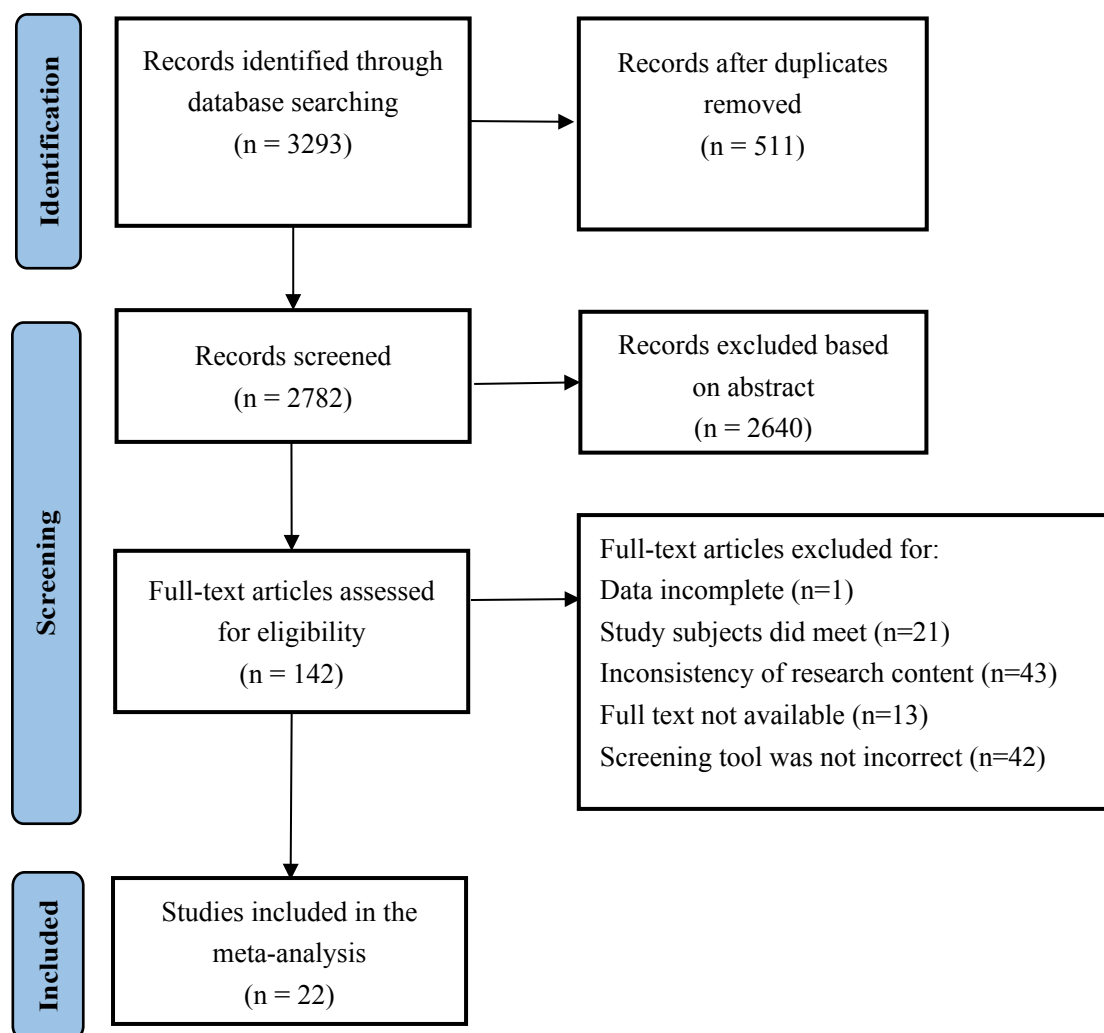 Identification
Records identified through
database searching
(n = 3293)
Records after duplicates
removed
(n = 511)
Screening
Records screened
(n = 2782)
Records excluded based
on abstract
(n = 2640)
Full-text articles assessed
for eligibility
(n = 142)
Full-text articles excluded for:
Data incomplete (n=1)
Study subjects did meet (n=21)
Inconsistency of research content (n=43)
Full text not available (n=13)
Screening tool was not incorrect (n=42)
Included
Studies included in the
meta-analysis
(n = 22)